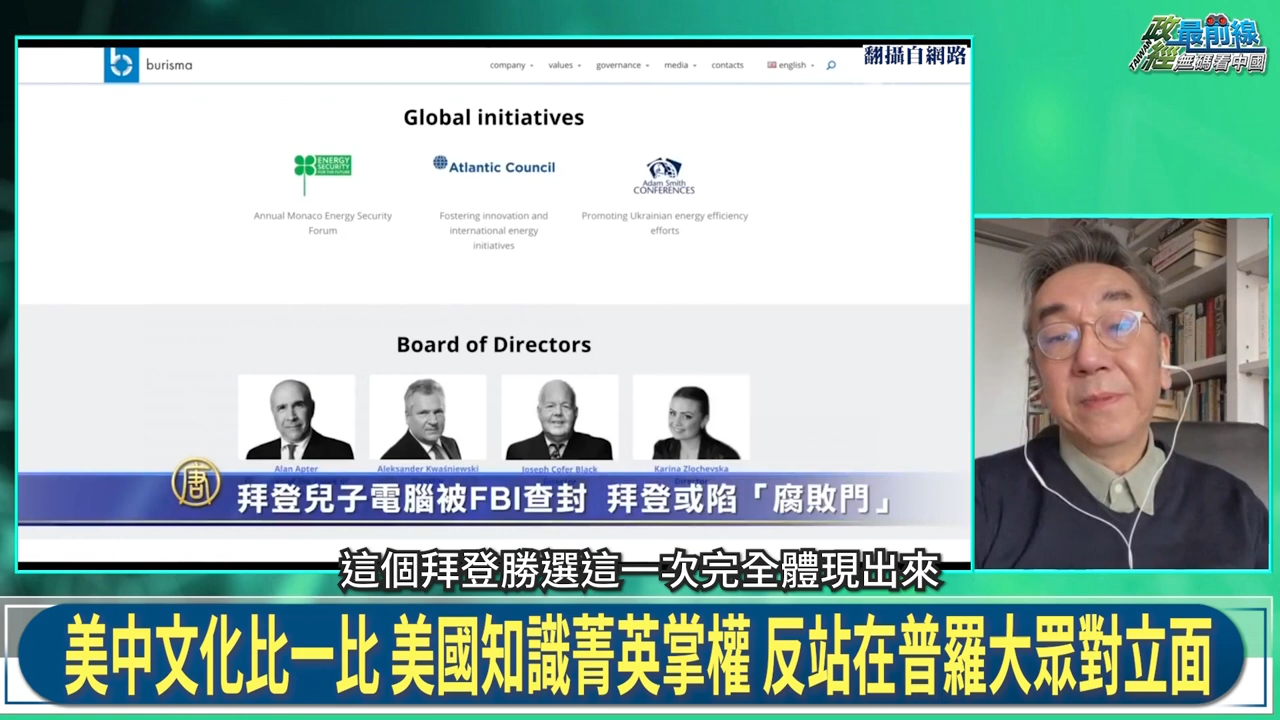 政經最前線
TAIWAN
無碼看中國
翻攝自網路
burisma
company values governance media contacts english
Global initiatives
ENERGY SECURITY FOR THE FUTURE
Atlantic Council
Adam Smith CONFERENCES
Annual Monaco Energy Security Forum
Fostering innovation and international energy initiatives
Promoting Ukrainian energy efficiency efforts
Board of Directors
Alan Apter
Aleksander Kwaśniewski
Joseph Cofer Black
Karina Zlochevska
唐
拜登兒子電腦被FBI查封 拜登或陷「腐敗門」
這個拜登勝選這一次完全體現出來
美中文化比一比 美國知識菁英掌權 反站在普羅大眾對立面